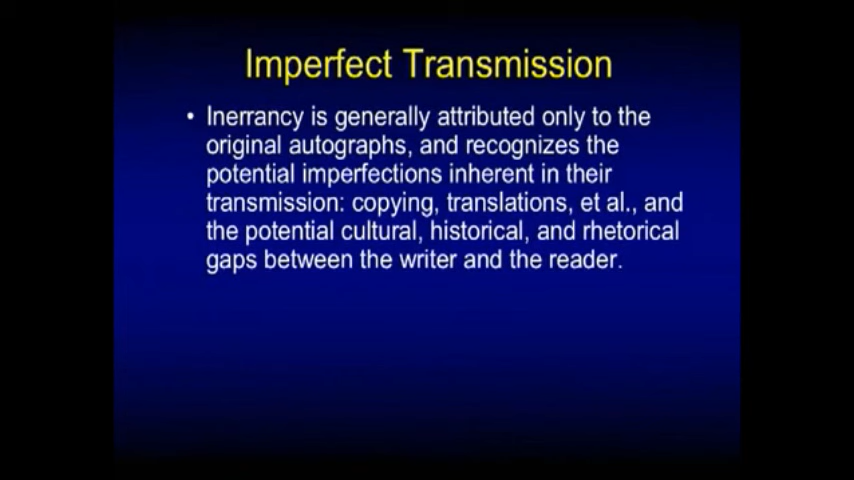 Imperfect Transmission
• Inerrancy is generally attributed only to the
original autographs, and recognizes the
potential imperfections inherent in their
transmission: copying, translations, et al., and
the potential cultural, historical, and rhetorical
gaps between the writer and the reader.